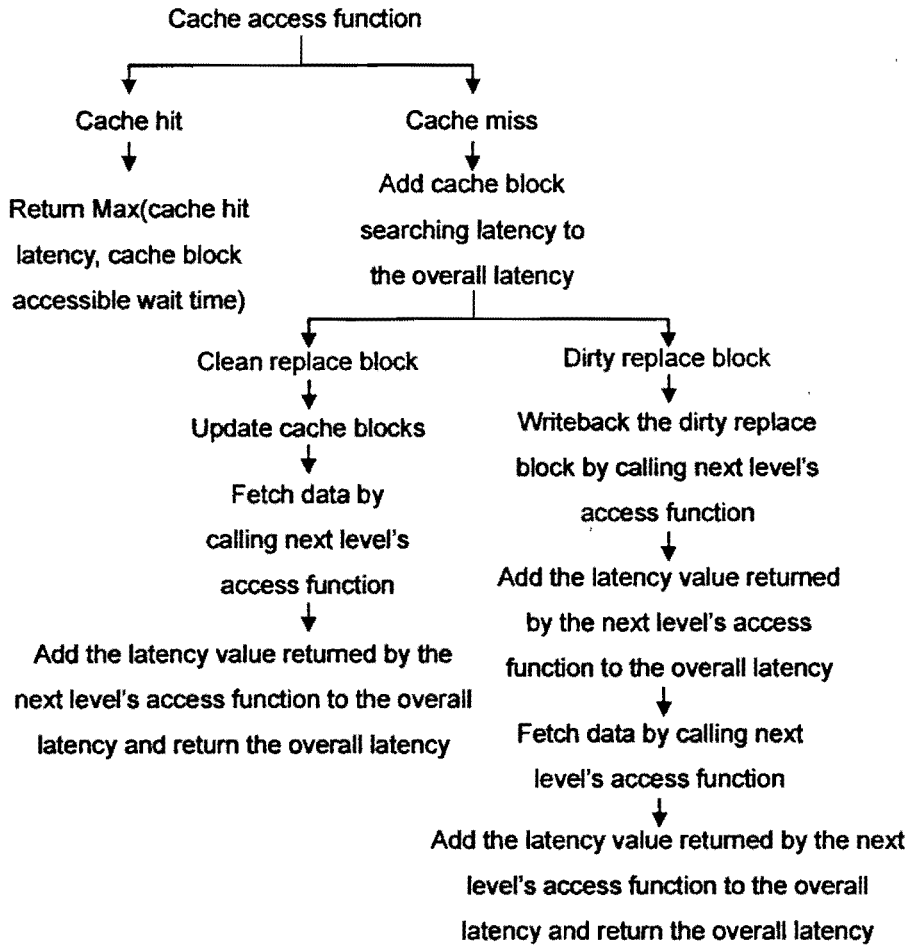 Cache access function
Cache hit
Return Max(cache hit
latency, cache block
accessible wait time)
Cache miss
Add cache block
searching latency to
the overall latency
Clean replace block
Update cache blocks
Fetch data by
calling next level's
access function
Add the latency value returned by the
next level's access function to the overall
latency and return the overall latency
Dirty replace block
Writeback the dirty replace
block by calling next level's
access function
Add the latency value returned
by the next level's access
function to the overall latency
Fetch data by calling next
level's access function
Add the latency value returned by the next
level's access function to the overall
latency and return the overall latency